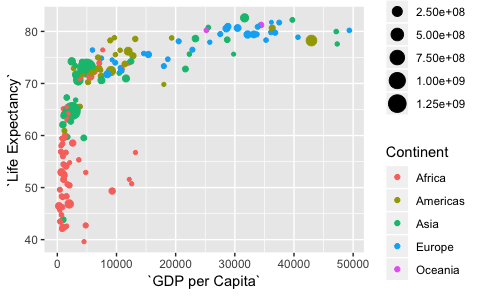 80
70
60
50
40
`Life Expectancy`
0
10000
20000
30000
40000
50000
`GDP per Capita`
2.50e+08
5.00e+08
7.50e+08
1.00e+09
1.25e+09
Continent
Africa
Americas
Asia
Europe
Oceania